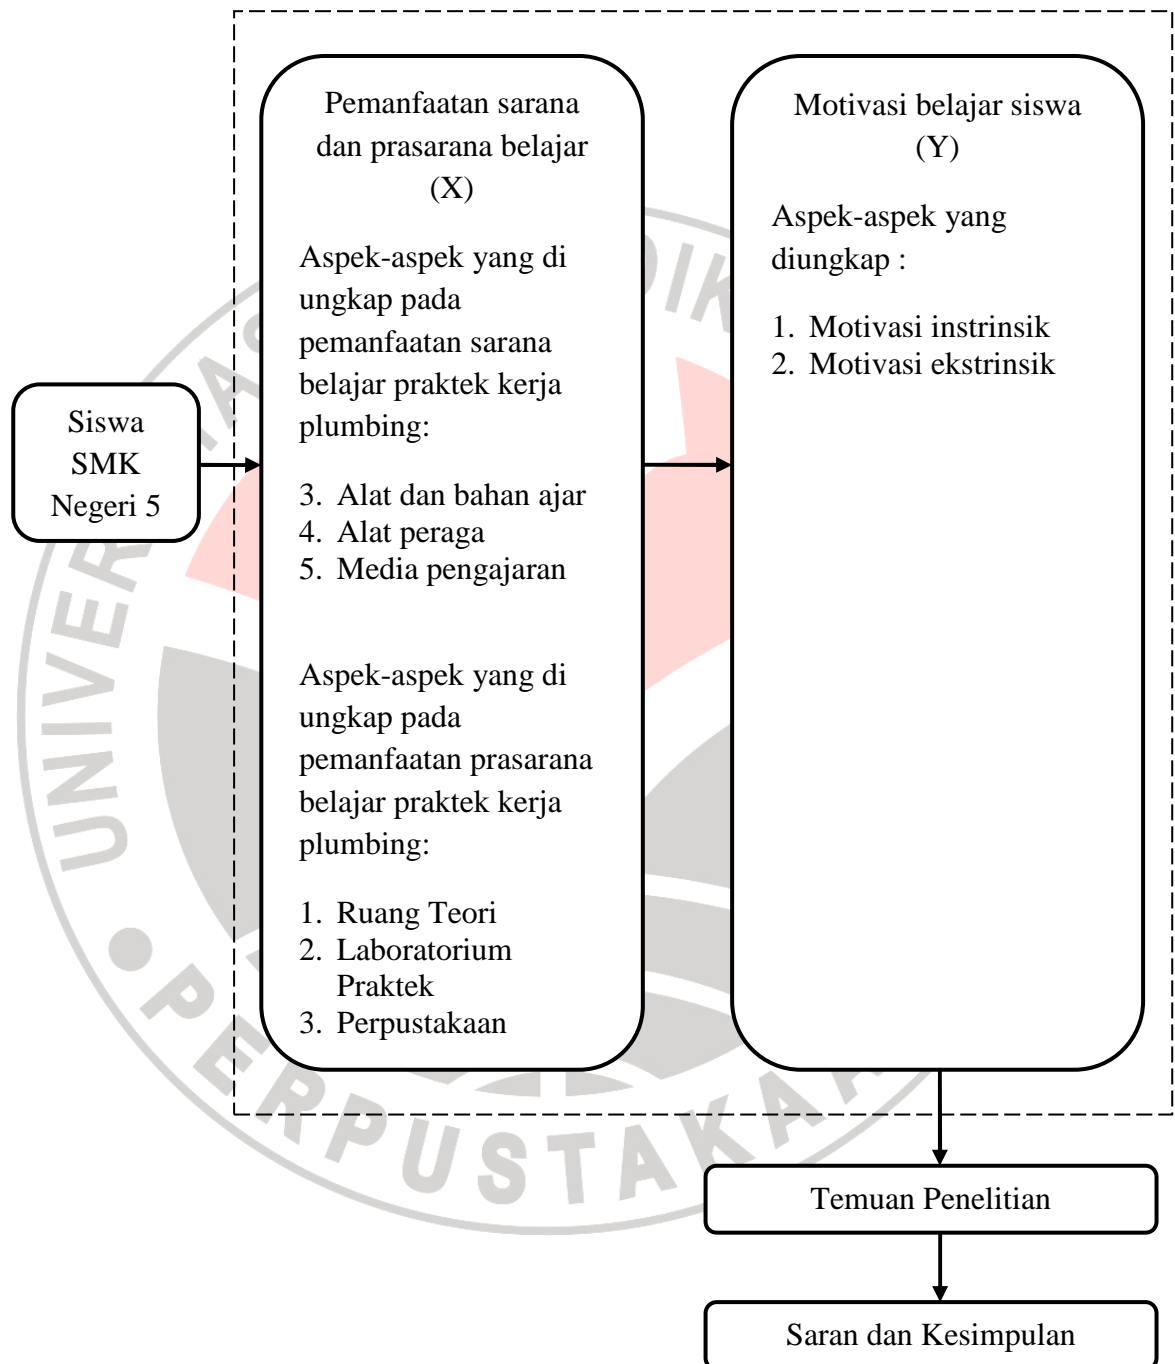 Siswa
SMK
Negeri 5
Pemanfaatan sarana
dan prasarana belajar
(X)
Aspek-aspek yang di
ungkap pada
pemanfaatan sarana
belajar praktek kerja
plumbing:
3. Alat dan bahan ajar
4. Alat peraga
5. Media pengajaran
Aspek-aspek yang di
ungkap pada
pemanfaatan prasarana
belajar praktek kerja
plumbing:
1. Ruang Teori
2. Laboratorium
Praktek
3. Perpustakaan
Motivasi belajar siswa
(Y)
Aspek-aspek yang
diungkap :
1. Motivasi instrinsik
2. Motivasi ekstrinsik
Temuan Penelitian
Saran dan Kesimpulan